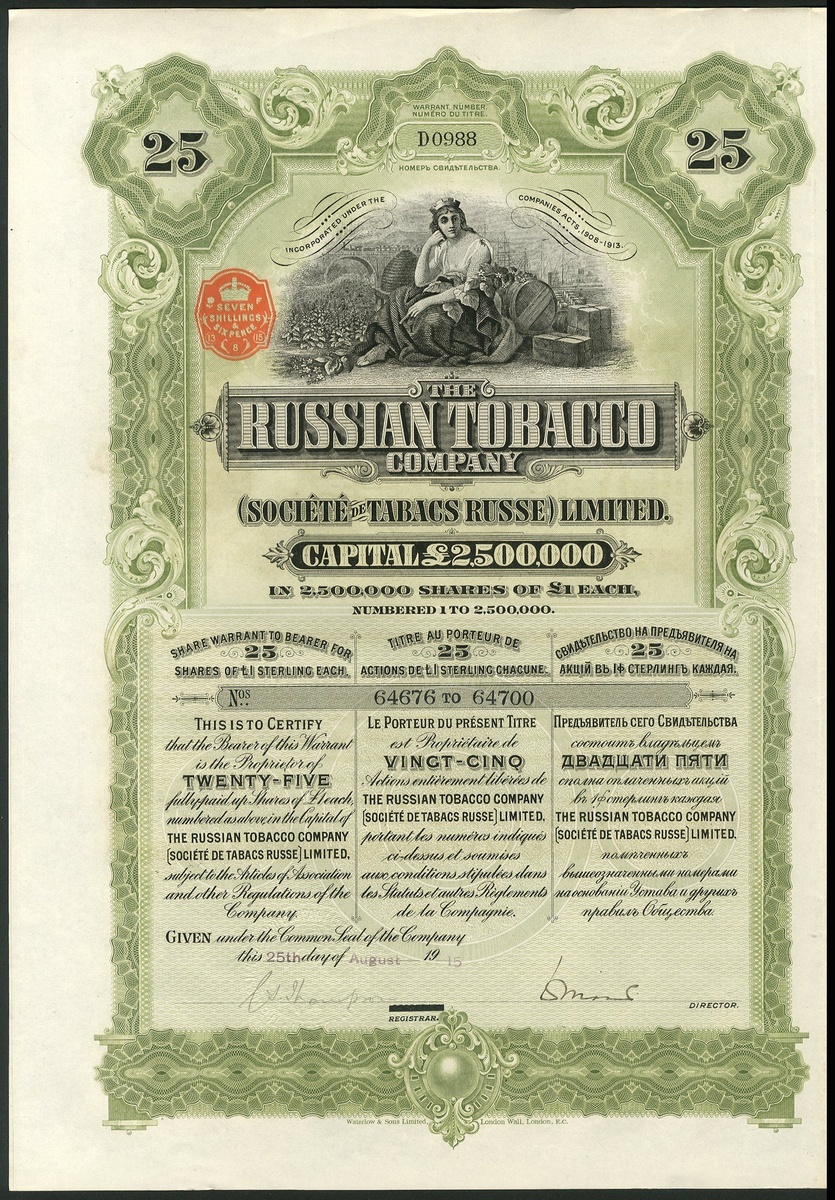 WARRANT NUMBER.
NUMÉRO DU TITRE.
25
D0988
25
НОМЕРЪ СВИДѢТЕЛЬСТВА.
INCORPORATED UNDER THE
COMPANIES ACTS, 1908-1913.
SEVEN
SHILLINGS
&
SIX PENCE
13 8 15
THE
RUSSIAN TOBACCO
COMPANY
(SOCIÉTÉ DE TABACS RUSSE) LIMITED.
CAPITAL £2,500,000
IN 2,500,000 SHARES OF £1 EACH,
NUMBERED 1 TO 2,500,000.
SHARE WARRANT TO BEARER FOR
25
SHARES OF £1 STERLING EACH.
TITRE AU PORTEUR DE
25
ACTIONS DE £1 STERLING CHACUNE.
СВИДѢТЕЛЬСТВО НА ПРЕДЪЯВИТЕЛЯ НА
25
АКЦІЙ ВЪ 1ф СТЕРЛИНГЪ КАЖДАЯ.
Nos. 64676 TO 64700
THIS IS TO CERTIFY
that the Bearer of this Warrant
is the Proprietor of
TWENTY-FIVE
fully paid up Shares of £1 each,
numbered as above, in the Capital of
THE RUSSIAN TOBACCO COMPANY
(SOCIÉTÉ DE TABACS RUSSE) LIMITED,
subject to the Articles of Association
and other Regulations of the
Company.
LE PORTEUR DU PRÉSENT TITRE
est Propriétaire de
VINGT-CINQ
Actions entièrement libérées de
THE RUSSIAN TOBACCO COMPANY
(SOCIÉTÉ DE TABACS RUSSE) LIMITED,
portant les numéros indiqués
ci-dessus et soumises
aux conditions stipulées dans
les Statuts et autres Règlements
de la Compagnie.
ПРЕДЪЯВИТЕЛЬ СЕГО СВИДѢТЕЛЬСТВА
состоитъ владѣльцемъ
ДВАДЦАТИ ПЯТИ
сполна оплаченныхъ акцій
въ 1ф стерлингъ каждая
THE RUSSIAN TOBACCO COMPANY
(SOCIÉTÉ DE TABACS RUSSE) LIMITED.
помѣченныхъ
вышеозначенными номерами
на основаніи Устава и другихъ
правилъ Общества.
GIVEN under the Common Seal of the Company
this 25th day of August 1915
REGISTRAR.
DIRECTOR.
Waterlow & Sons Limited, London Wall, London, E.C.